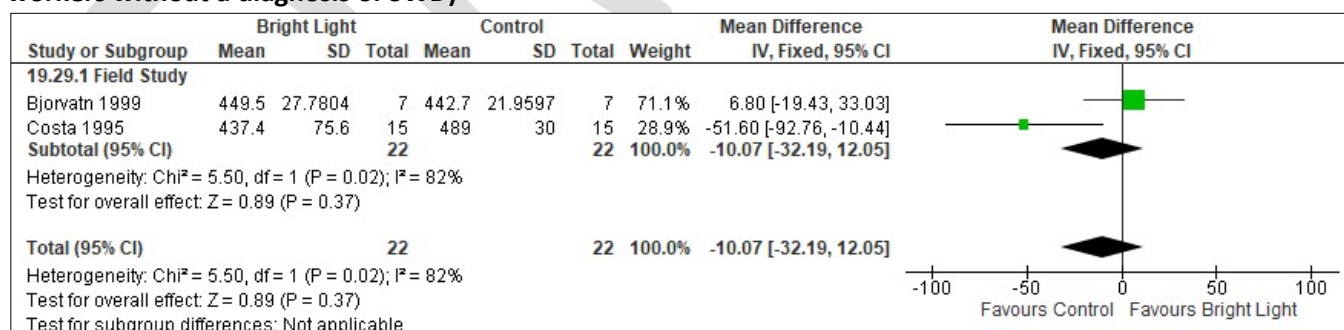 workers without a diagnosis of SWD)
Bright Light Control Mean Difference Mean Difference
Study or Subgroup Mean SD Total Mean SD Total Weight IV, Fixed, 95% CI IV, Fixed, 95% CI
19.29.1 Field Study
Bjorvatn 1999 449.5 27.7804 7 442.7 21.9597 7 71.1% 6.80 [-19.43, 33.03]
Costa 1995 437.4 75.6 15 489 30 15 28.9% -51.60 [-92.76, -10.44]
Subtotal (95% CI) 22 22 100.0% -10.07 [-32.19, 12.05]
Heterogeneity: Chi² = 5.50, df = 1 (P = 0.02); I² = 82%
Test for overall effect: Z = 0.89 (P = 0.37)
Total (95% CI) 22 22 100.0% -10.07 [-32.19, 12.05]
Heterogeneity: Chi² = 5.50, df = 1 (P = 0.02); I² = 82%
Test for overall effect: Z = 0.89 (P = 0.37)
Test for subgroup differences: Not applicable
-100 -50 0 50 100
Favours Control Favours Bright Light